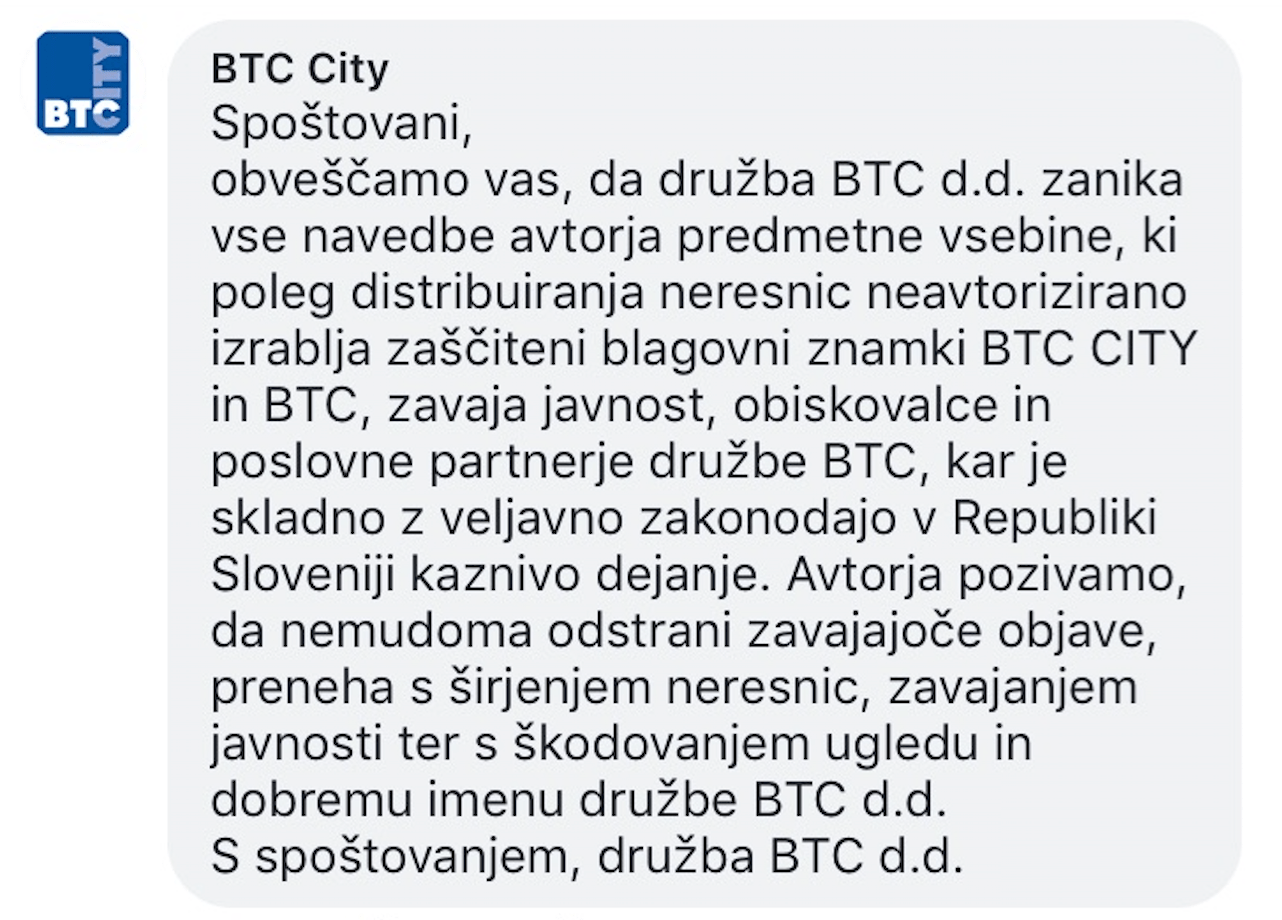 BTC CITY
BTC City
Spoštovani,
obveščamo vas, da družba BTC d.d. zanika
vse navedbe avtorja predmetne vsebine, ki
poleg distribuiranja neresnic neavtorizirano
izrablja zaščiteni blagovni znamki BTC CITY
in BTC, zavaja javnost, obiskovalce in
poslovne partnerje družbe BTC, kar je
skladno z veljavno zakonodajo v Republiki
Sloveniji kaznivo dejanje. Avtorja pozivamo,
da nemudoma odstrani zavajajoče objave,
preneha s širjenjem neresnic, zavajanjem
javnosti ter s škodovanjem ugledu in
dobremu imenu družbe BTC d.d.
S spoštovanjem, družba BTC d.d.